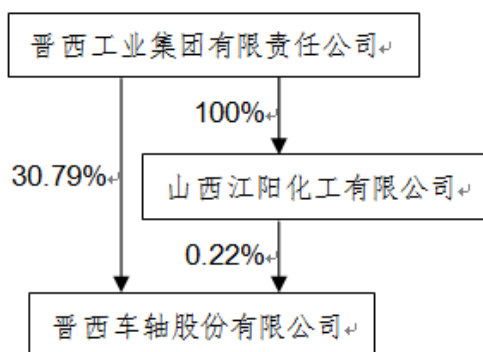 晋西工业集团有限责任公司
100%
30.79%
山西江阳化工有限公司
0.22%
晋西车轴股份有限公司